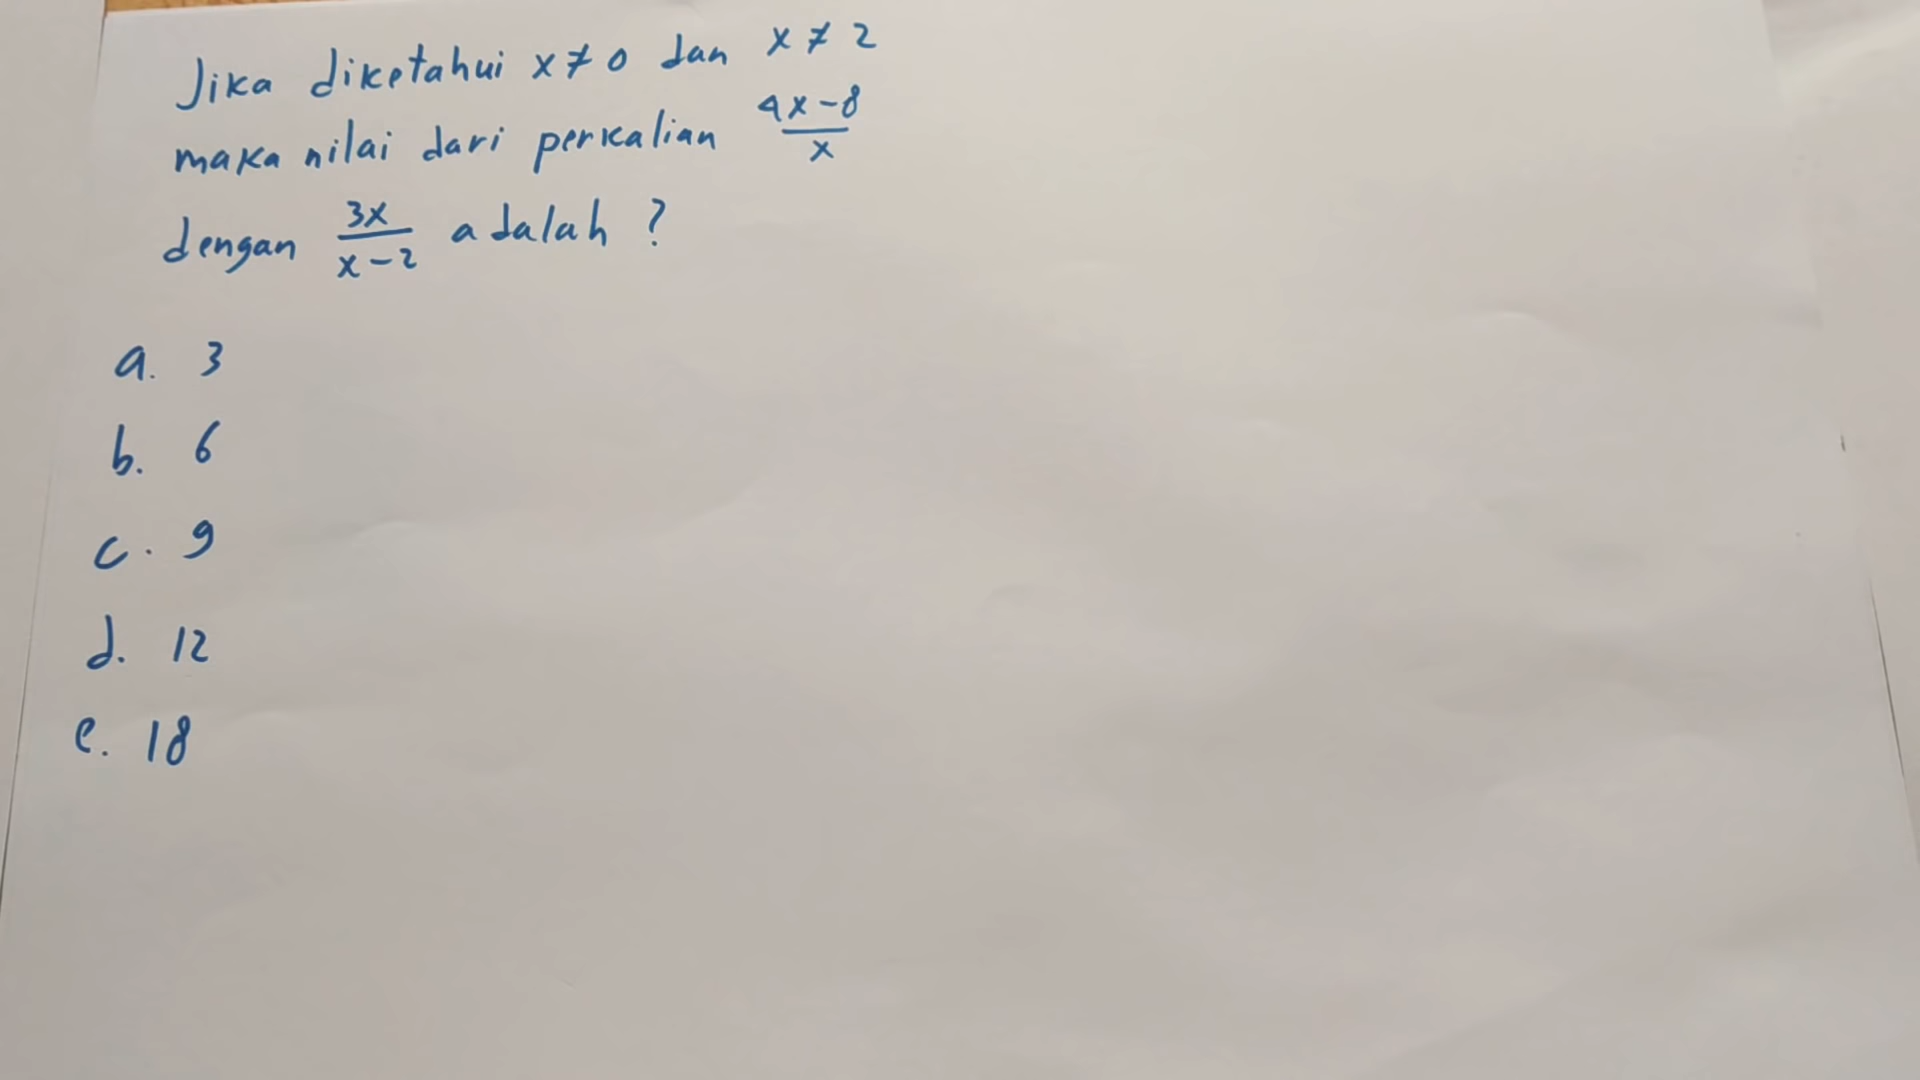 Jika diketahui x ≠ 0 dan x ≠ 2
maka nilai dari perkalian (4x-8)/x
dengan 3x/(x-2) adalah ?
a. 3
b. 6
c. 9
d. 12
e. 18